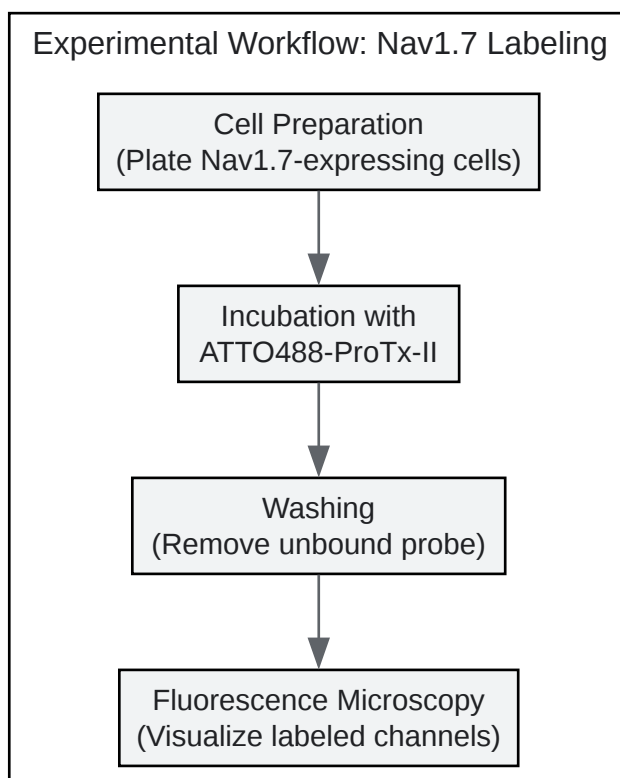 Experimental Workflow: Nav1.7 Labeling
Cell Preparation
(Plate Nav1.7-expressing cells)
Incubation with
ATTO488-ProTx-II
Washing
(Remove unbound probe)
Fluorescence Microscopy
(Visualize labeled channels)